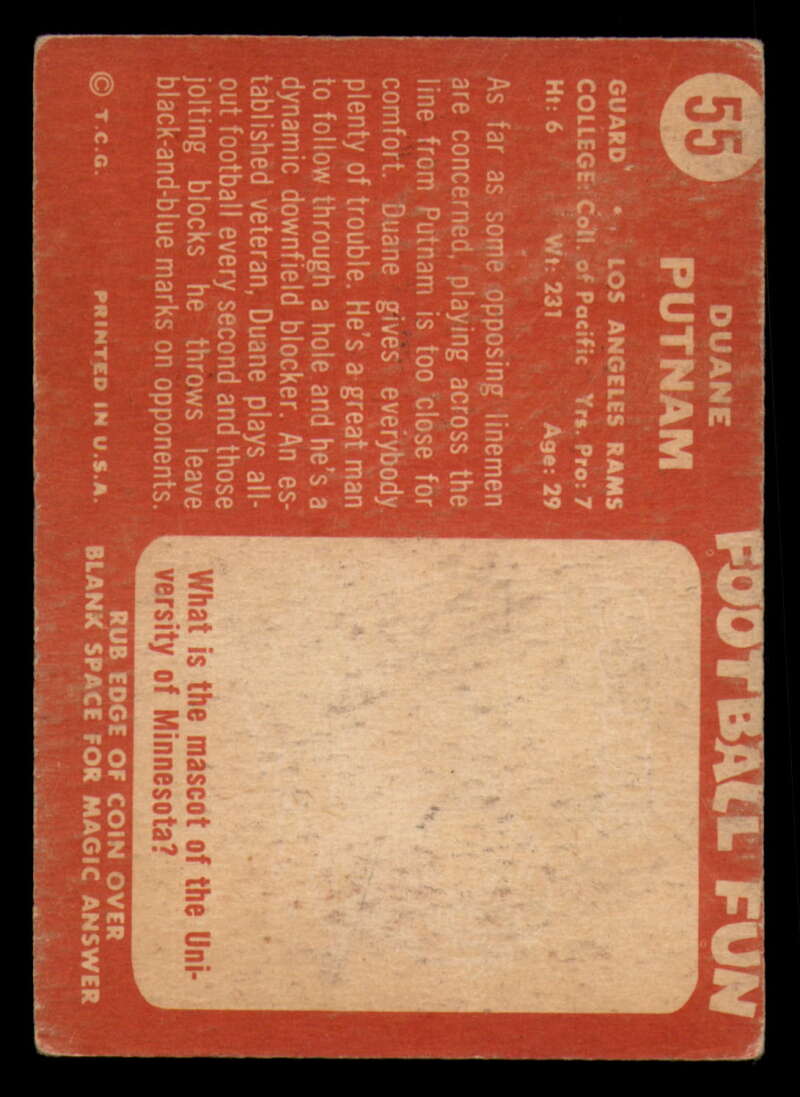 55
DUANE
PUTNAM
GUARD LOS ANGELES RAMS
COLLEGE: Coll. of Pacific Yrs. Pro: 7
Ht: 6 Wt: 231 Age: 29
As far as some opposing linemen
are concerned, playing across the
line from Putnam is too close for
comfort. Duane gives everybody
plenty of trouble. He's a great man
to follow through a hole and he's a
dynamic downfield blocker. An es-
tablished veteran, Duane plays all-
out football every second and those
jolting blocks he throws leave
black-and-blue marks on opponents.
© T.C.G. PRINTED IN U.S.A.
FOOTBALL FUN
What is the mascot of the Uni-
versity of Minnesota?
RUB EDGE OF COIN OVER
BLANK SPACE FOR MAGIC ANSWER